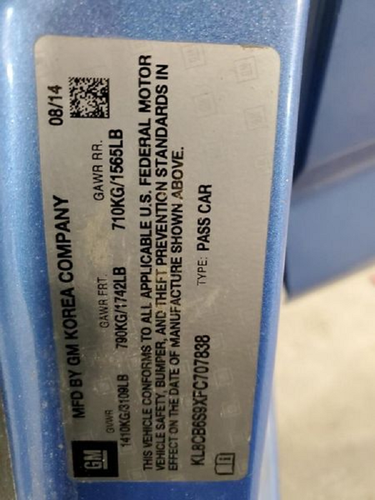 GM
MFD BY GM KOREA COMPANY 08/14
GVWR GAWR FRT. GAWR RR.
1410KG/3109LB 790KG/1742LB 710KG/1565LB
THIS VEHICLE CONFORMS TO ALL APPLICABLE U.S. FEDERAL MOTOR
VEHICLE SAFETY, BUMPER, AND THEFT PREVENTION STANDARDS IN
EFFECT ON THE DATE OF MANUFACTURE SHOWN ABOVE.
KL8CB6S9XFC707838 TYPE: PASS CAR